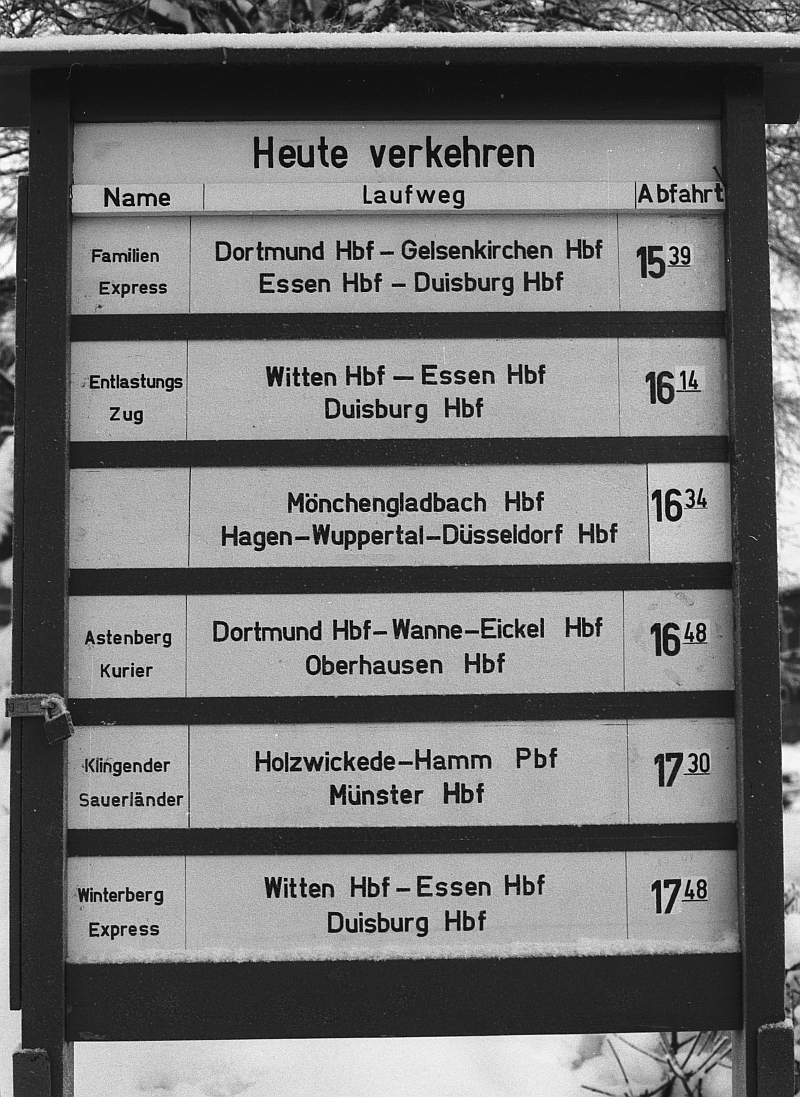 Heute verkehren
Name Laufweg Abfahrt
Familien Express Dortmund Hbf – Gelsenkirchen Hbf
Essen Hbf – Duisburg Hbf 15 39
Entlastungs Zug Witten Hbf — Essen Hbf
Duisburg Hbf 16 14
Mönchengladbach Hbf
Hagen–Wuppertal–Düsseldorf Hbf 16 34
Astenberg Kurier Dortmund Hbf–Wanne–Eickel Hbf
Oberhausen Hbf 16 48
Klingender Sauerländer Holzwickede–Hamm Pbf
Münster Hbf 17 30
Winterberg Express Witten Hbf – Essen Hbf
Duisburg Hbf 17 48